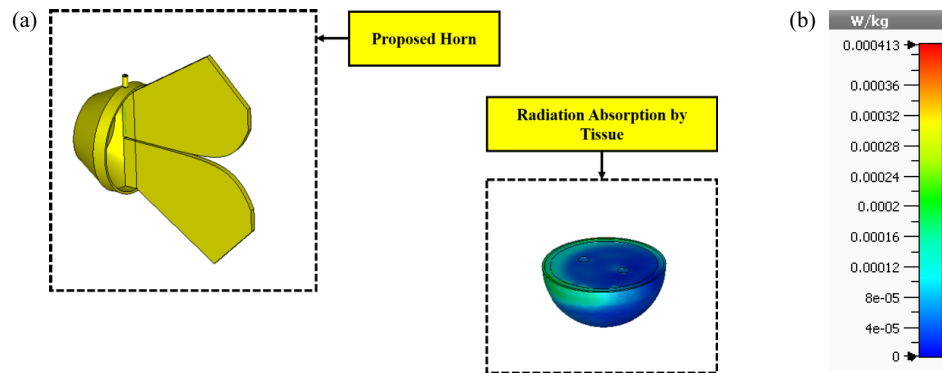 (a)
Proposed Horn
Radiation Absorption by
Tissue
(b)
W/kg
0.000413
0.00036
0.00032
0.00028
0.00024
0.0002
0.00016
0.00012
8e-05
4e-05
0